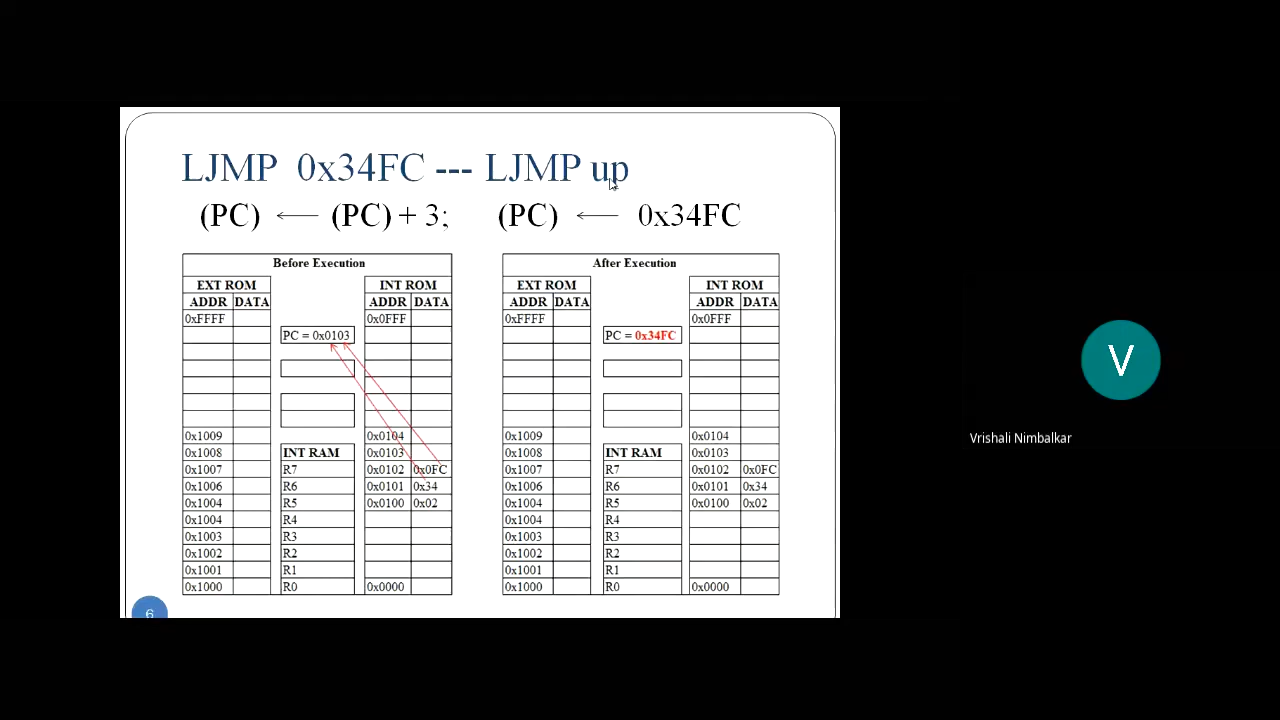 LJMP 0x34FC --- LJMP up
(PC) ← (PC) + 3; (PC) ← 0x34FC
Before Execution
EXT ROM INT ROM
ADDR DATA ADDR DATA
0xFFFF 0x0FFF
PC = 0x0103
0x1009 0x0104
0x1008 INT RAM 0x0103
0x1007 R7 0x0102 0x0FC
0x1006 R6 0x0101 0x34
0x1004 R5 0x0100 0x02
0x1004 R4
0x1003 R3
0x1002 R2
0x1001 R1
0x1000 R0 0x0000
After Execution
EXT ROM INT ROM
ADDR DATA ADDR DATA
0xFFFF 0x0FFF
PC = 0x34FC
0x1009 0x0104
0x1008 INT RAM 0x0103
0x1007 R7 0x0102 0x0FC
0x1006 R6 0x0101 0x34
0x1004 R5 0x0100 0x02
0x1004 R4
0x1003 R3
0x1002 R2
0x1001 R1
0x1000 R0 0x0000
6
V
Vrishali Nimbalkar